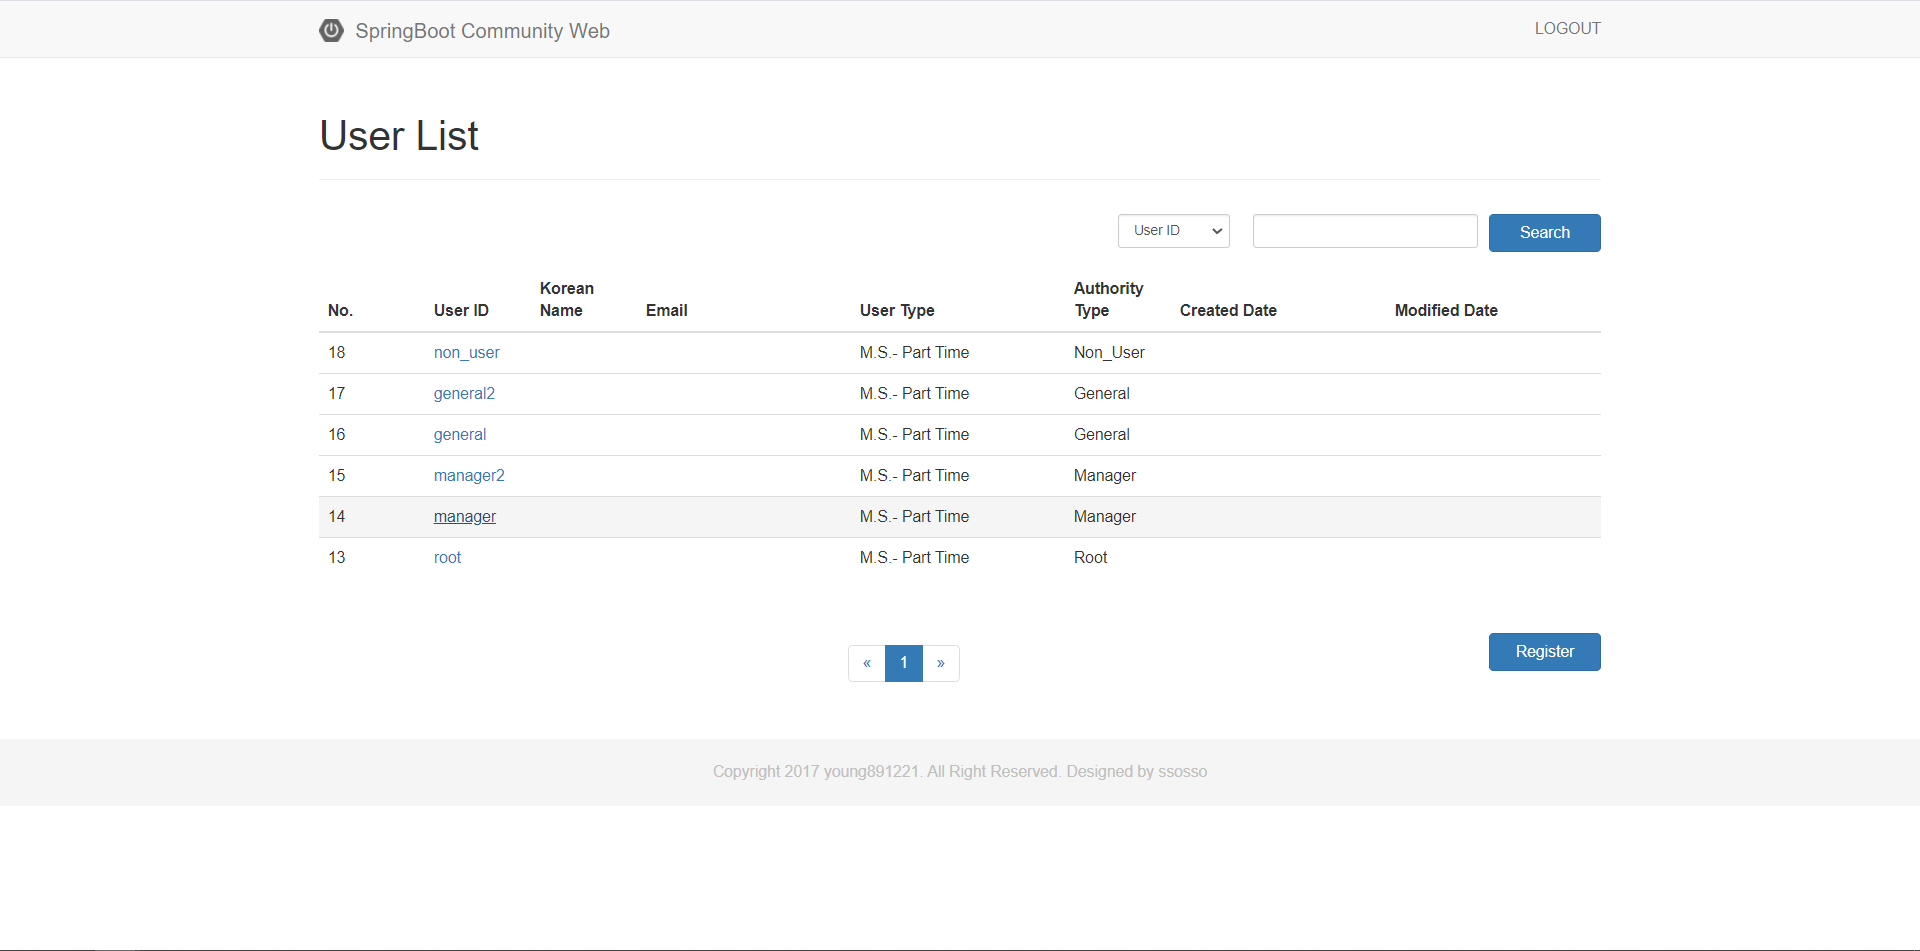 SpringBoot Community Web LOGOUT
User List
User ID Search
No. User ID Korean Name Email User Type Authority Type Created Date Modified Date
18 non_user M.S.- Part Time Non_User
17 general2 M.S.- Part Time General
16 general M.S.- Part Time General
15 manager2 M.S.- Part Time Manager
14 manager M.S.- Part Time Manager
13 root M.S.- Part Time Root
« 1 » Register
Copyright 2017 young891221. All Right Reserved. Designed by ssosso